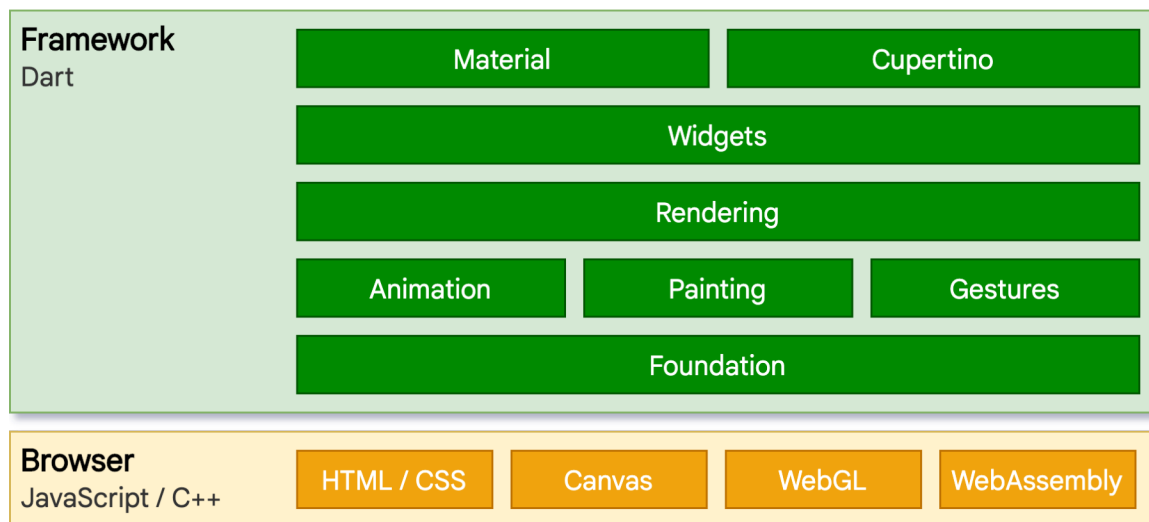 Framework
Dart
Material
Cupertino
Widgets
Rendering
Animation
Painting
Gestures
Foundation
Browser
JavaScript / C++
HTML / CSS
Canvas
WebGL
WebAssembly